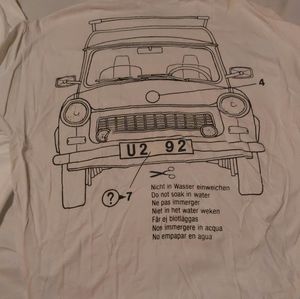 4
U2 92
? 7
Nicht in Wasser einweichen
Do not soak in water
Ne pas immerger
Niet in het water weken
Får ej blotläggas
Non immergere in acqua
No empapar en agua